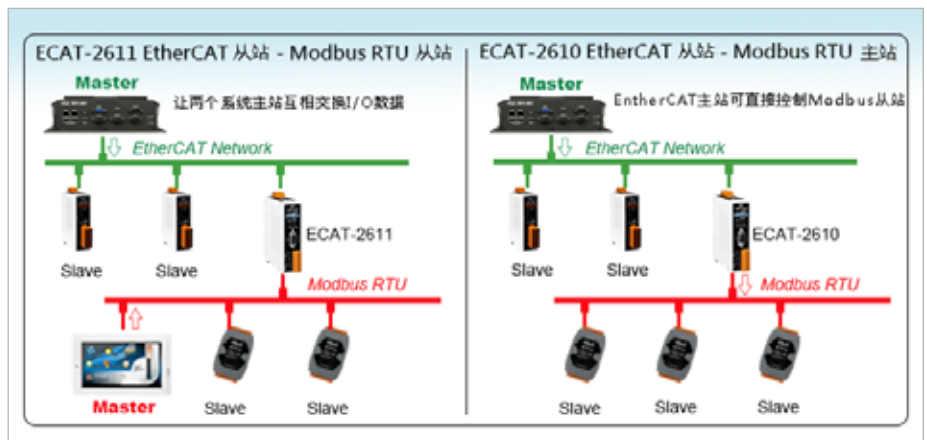 ECAT-2611 EtherCAT 从站 - Modbus RTU 从站
Master
让两个系统主站互相交换I/O数据
EtherCAT Network
ECAT-2611
Slave
Slave
Modbus RTU
Master
Slave
Slave
ECAT-2610 EtherCAT 从站 - Modbus RTU 主站
Master
EntherCAT主站可直接控制Modbus从站
EtherCAT Network
ECAT-2610
Slave
Slave
Modbus RTU
Slave
Slave
Slave